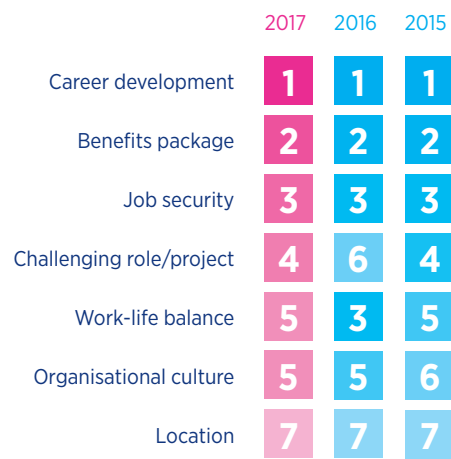 2017 2016 2015
Career development 1 1 1
Benefits package 2 2 2
Job security 3 3 3
Challenging role/project 4 6 4
Work-life balance 5 3 5
Organisational culture 5 5 6
Location 7 7 7